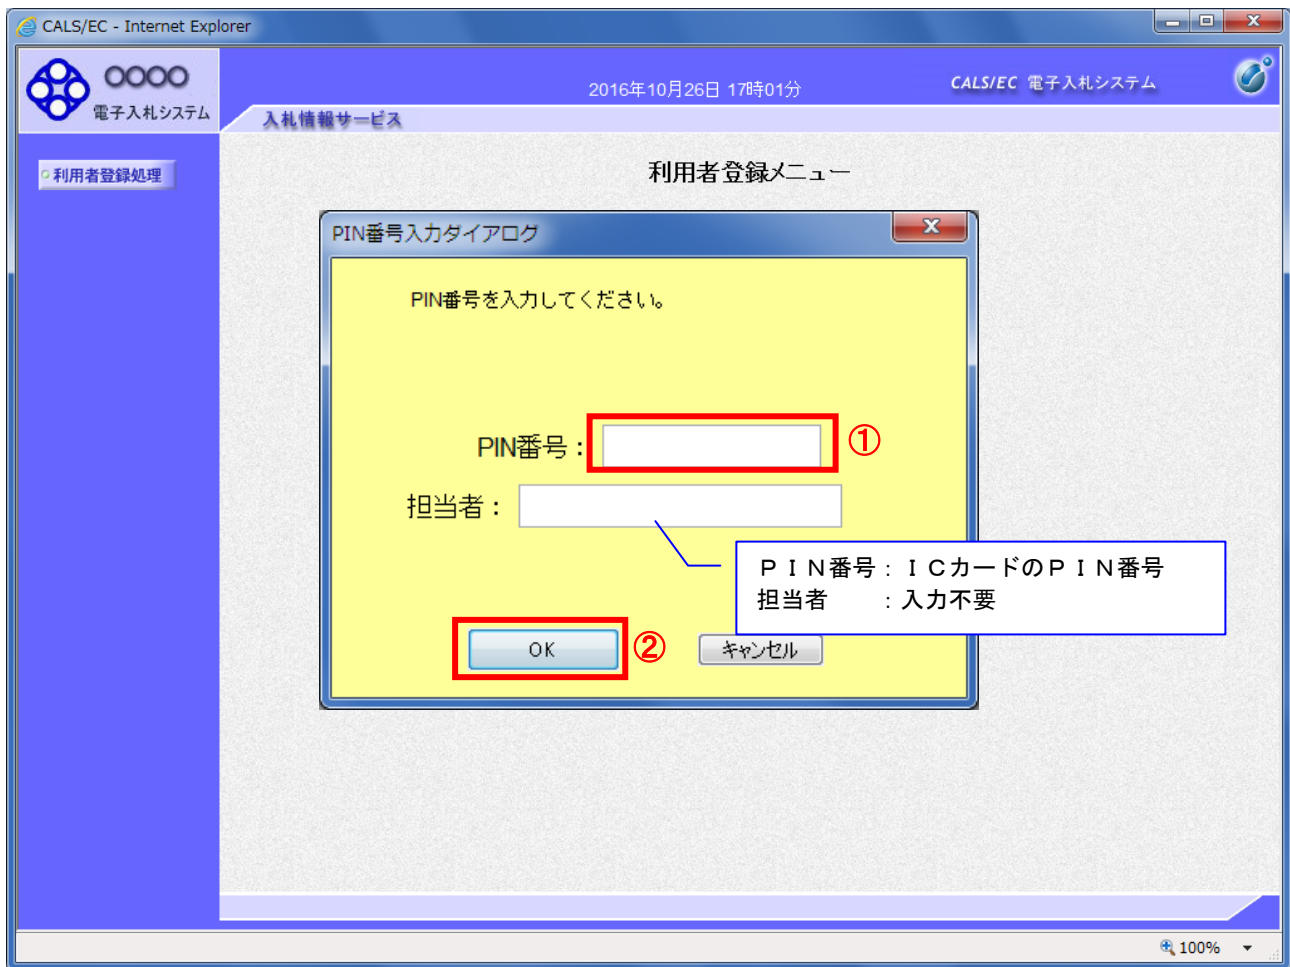 CALS/EC - Internet Explorer
○○○○
電子入札システム
2016年10月26日 17時01分
CALS/EC 電子入札システム
入札情報サービス
利用者登録処理
利用者登録メニュー
PIN番号入力ダイアログ
PIN番号を入力してください。
PIN番号：
①
担当者：
ＰＩＮ番号：ＩＣカードのＰＩＮ番号
担当者　　：入力不要
OK
②
キャンセル
100%